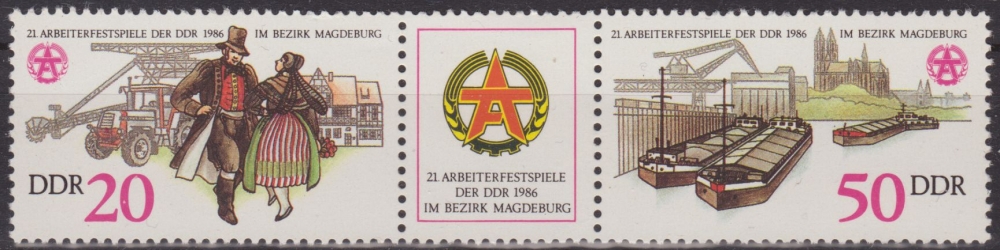 21. ARBEITERFESTSPIELE DER DDR 1986 IM BEZIRK MAGDEBURG
DDR 20
21. ARBEITERFESTSPIELE
DER DDR 1986
IM BEZIRK MAGDEBURG
21. ARBEITERFESTSPIELE DER DDR 1986 IM BEZIRK MAGDEBURG
50 DDR